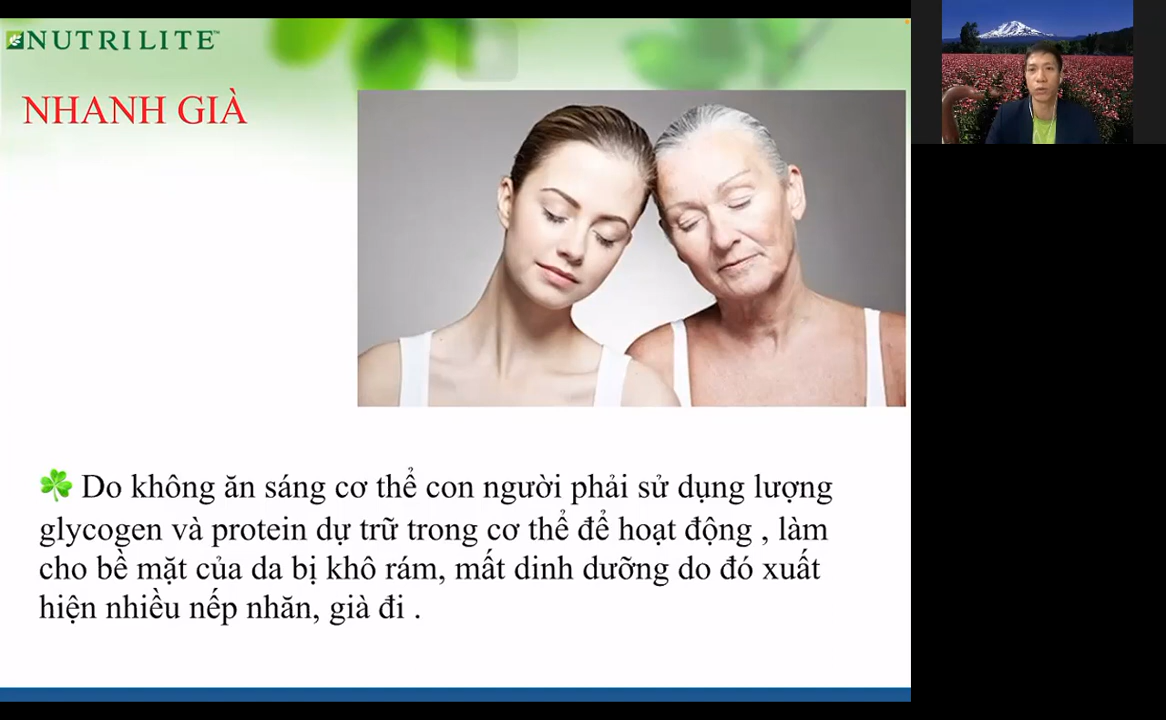 NUTRILITE™
NHANH GIÀ
Do không ăn sáng cơ thể con người phải sử dụng lượng
glycogen và protein dự trữ trong cơ thể để hoạt động , làm
cho bề mặt của da bị khô rám, mất dinh dưỡng do đó xuất
hiện nhiều nếp nhăn, già đi .